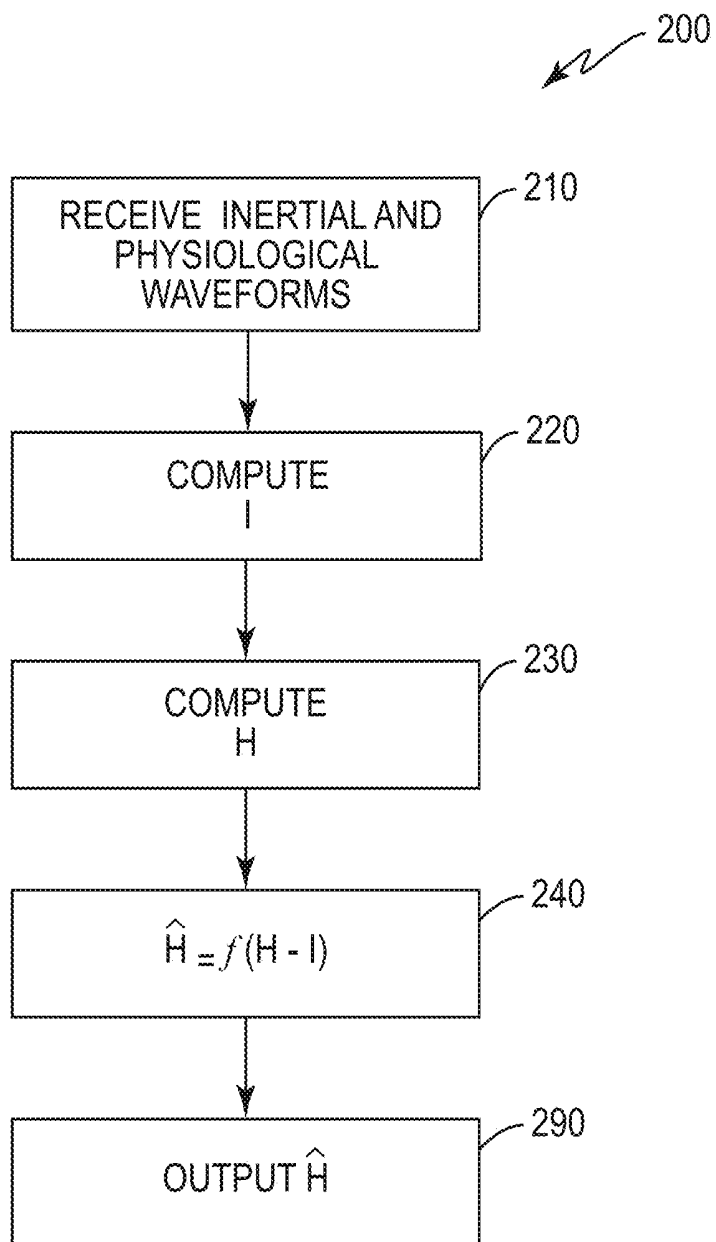 200
210
RECEIVE INERTIAL AND
PHYSIOLOGICAL
WAVEFORMS
220
COMPUTE
I
230
COMPUTE
H
240
Ĥ = f(H - I)
290
OUTPUT Ĥ